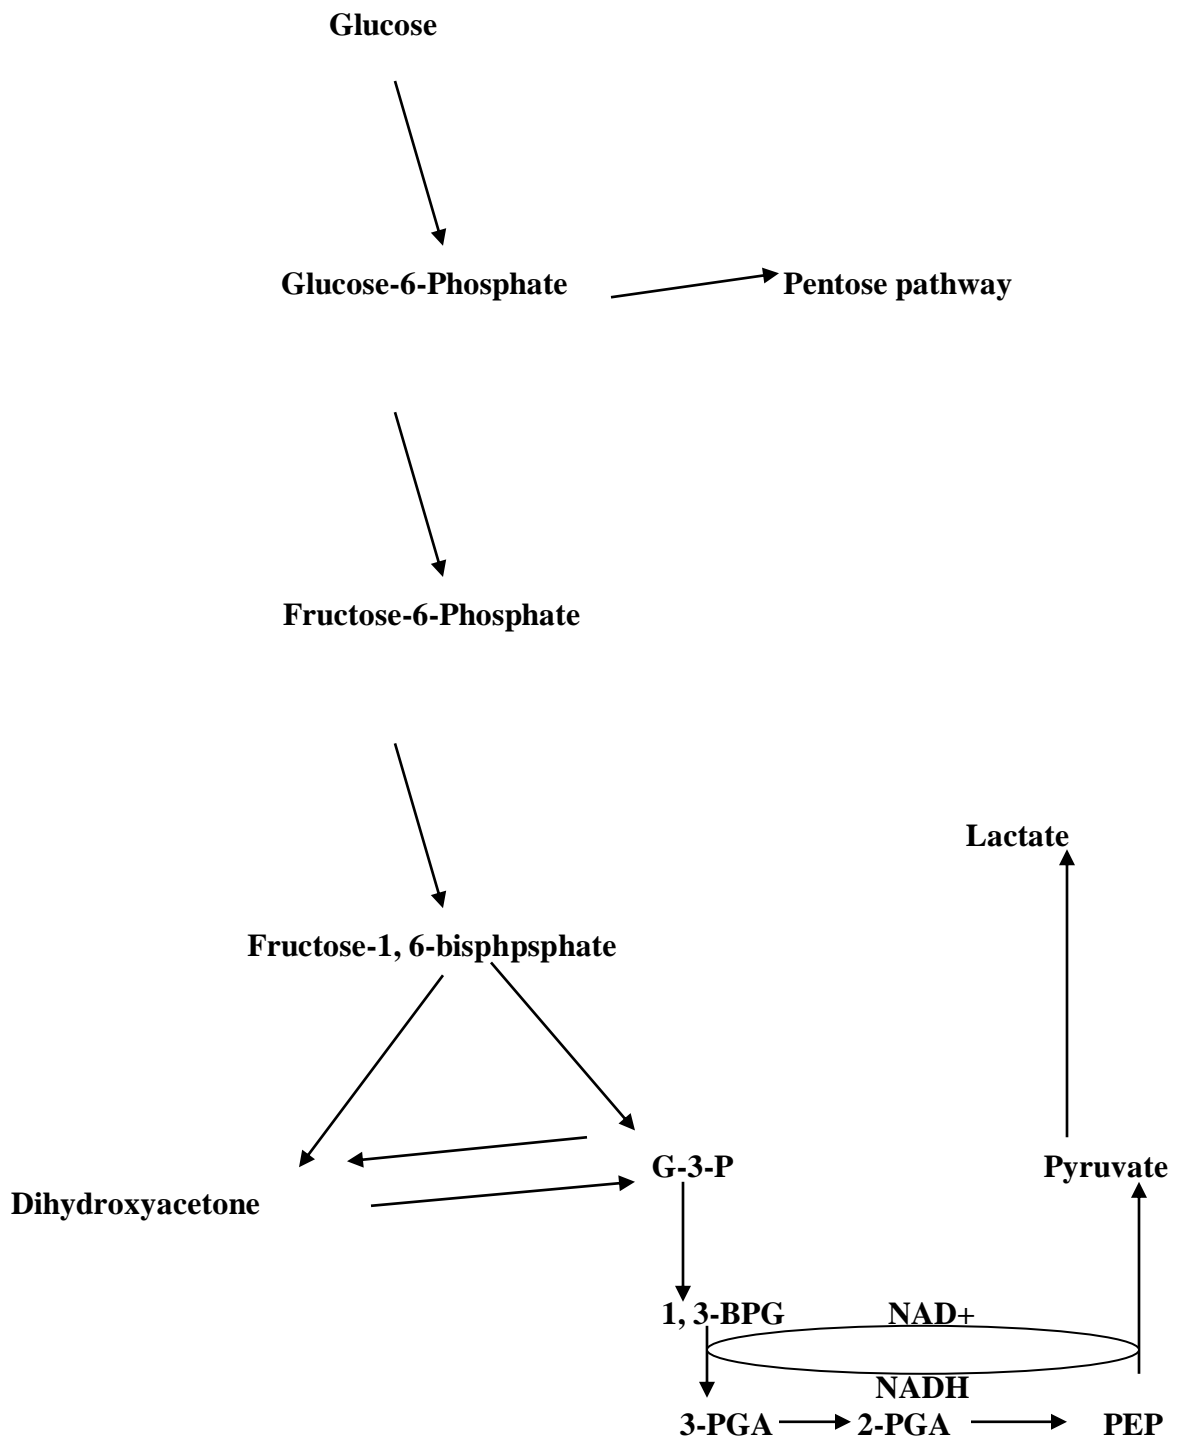 Glucose
Glucose-6-Phosphate
Pentose pathway
Fructose-6-Phosphate
Lactate
Fructose-1, 6-bisphpsphate
G-3-P
Pyruvate
Dihydroxyacetone
1, 3-BPG
NAD+
NADH
3-PGA
2-PGA
PEP